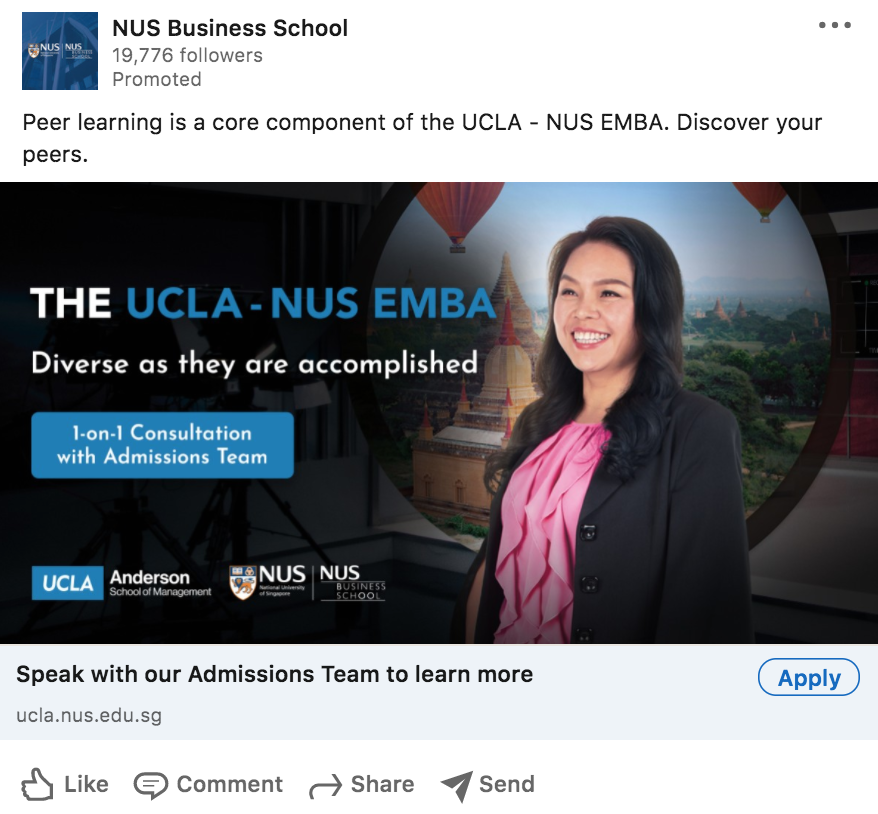 NUS Business School
19,776 followers
Promoted
Peer learning is a core component of the UCLA - NUS EMBA. Discover your
peers.
THE UCLA - NUS EMBA
Diverse as they are accomplished
1-on-1 Consultation
with Admissions Team
UCLA Anderson
School of Management
NUS
National University
of Singapore
NUS
BUSINESS
SCHOOL
Speak with our Admissions Team to learn more
Apply
ucla.nus.edu.sg
Like Comment Share Send